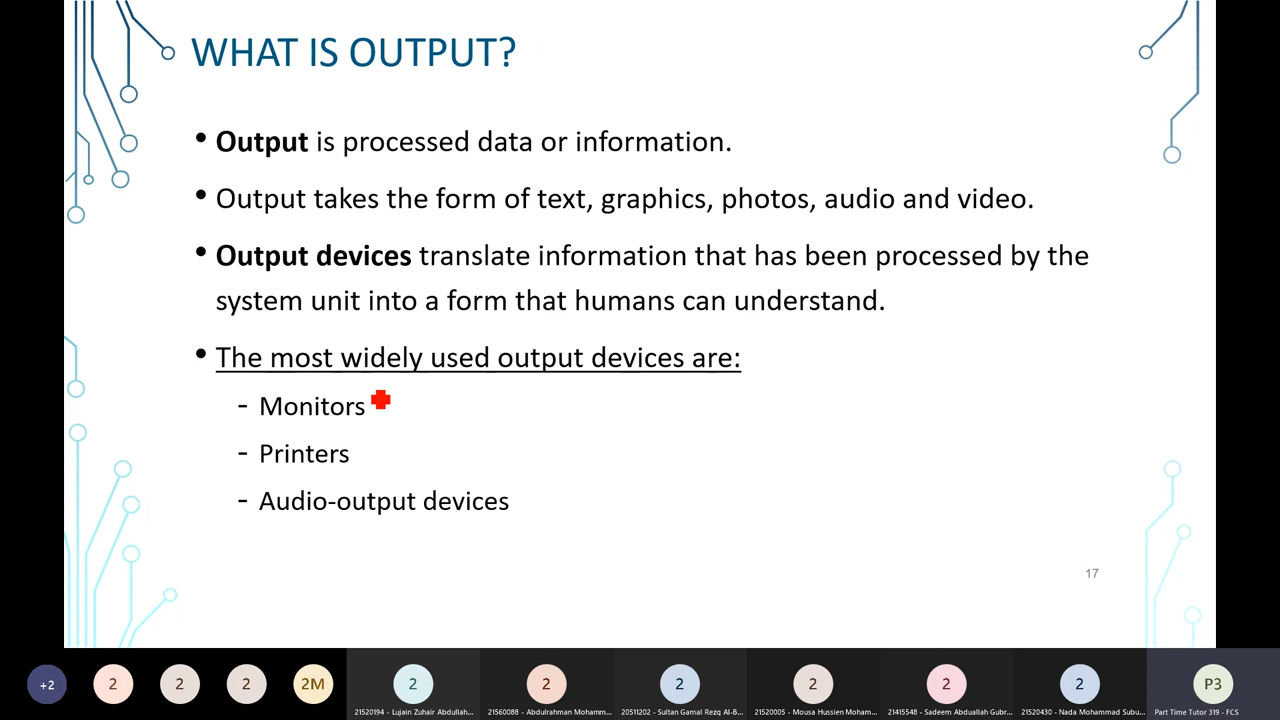 WHAT IS OUTPUT?
• Output is processed data or information.
• Output takes the form of text, graphics, photos, audio and video.
• Output devices translate information that has been processed by the
system unit into a form that humans can understand.
• The most widely used output devices are:
- Monitors
- Printers
- Audio-output devices
17
+2 2 2 2 2M 2 2 2 2 2 2 P3
21520194 - Lujain Zuhair Abdullah... 21560088 - Abdulrahman Mohamm... 20511202 - Sultan Gamal Rezq Al-B... 21520005 - Mousa Hussien Moham... 21415548 - Sadeem Abduallah Gubr... 21520430 - Nada Mohammad Subu... Part Time Tutor 319 - FCS